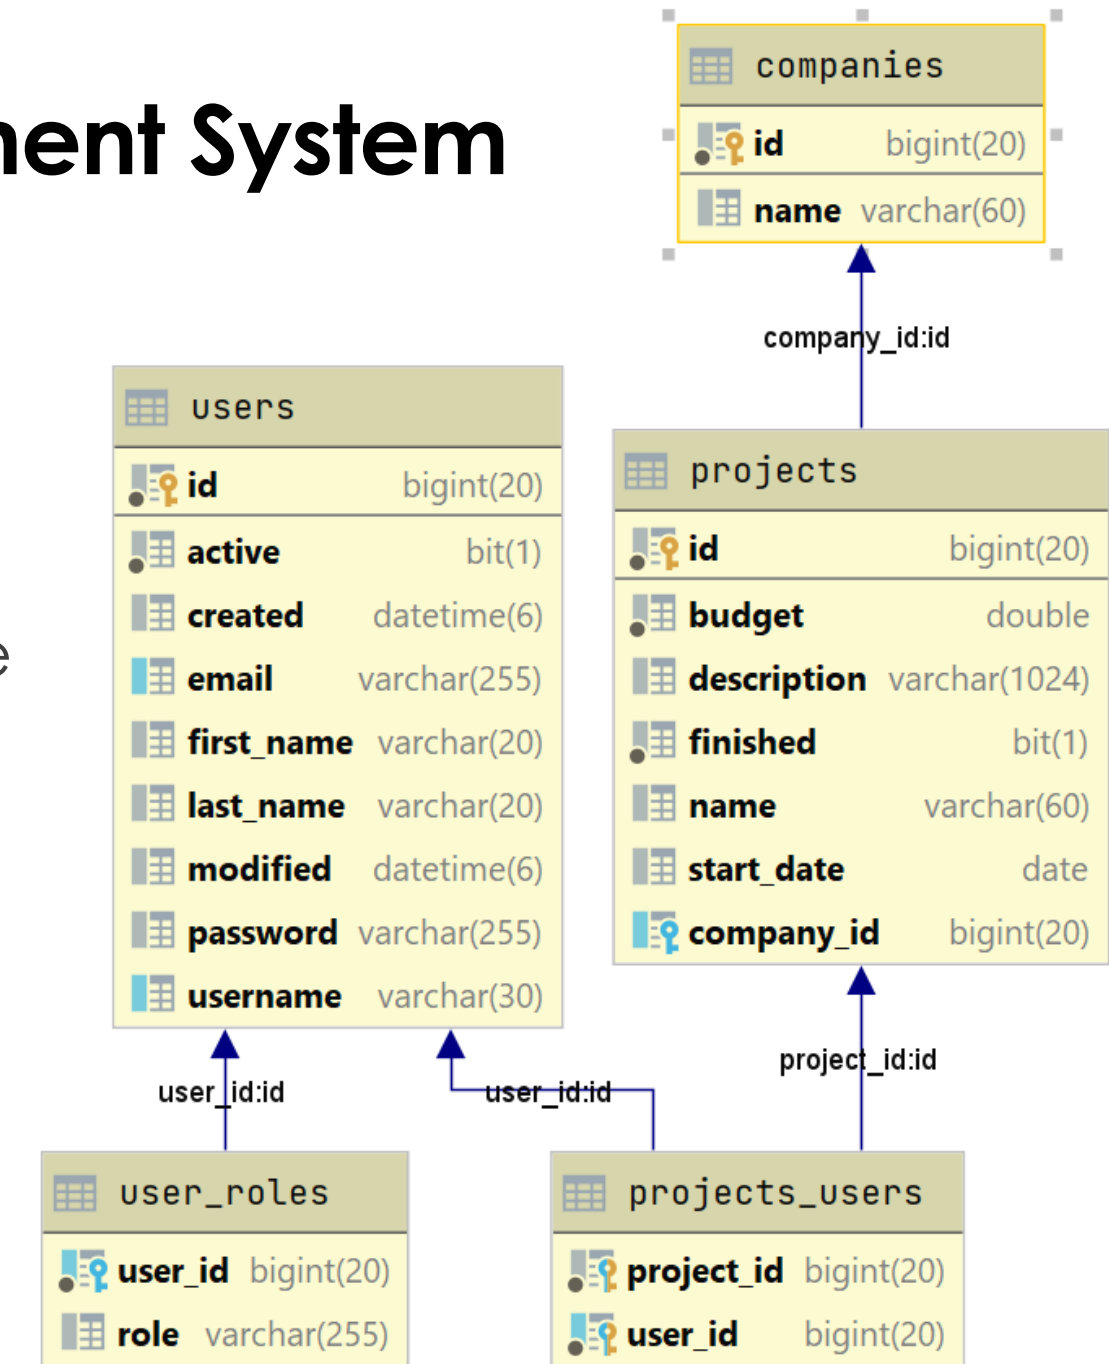 ment System
e
companies
id bigint(20)
name varchar(60)
company_id:id
users
id bigint(20)
active bit(1)
created datetime(6)
email varchar(255)
first_name varchar(20)
last_name varchar(20)
modified datetime(6)
password varchar(255)
username varchar(30)
projects
id bigint(20)
budget double
description varchar(1024)
finished bit(1)
name varchar(60)
start_date date
company_id bigint(20)
user_id:id
user_id:id
project_id:id
user_roles
user_id bigint(20)
role varchar(255)
projects_users
project_id bigint(20)
user_id bigint(20)